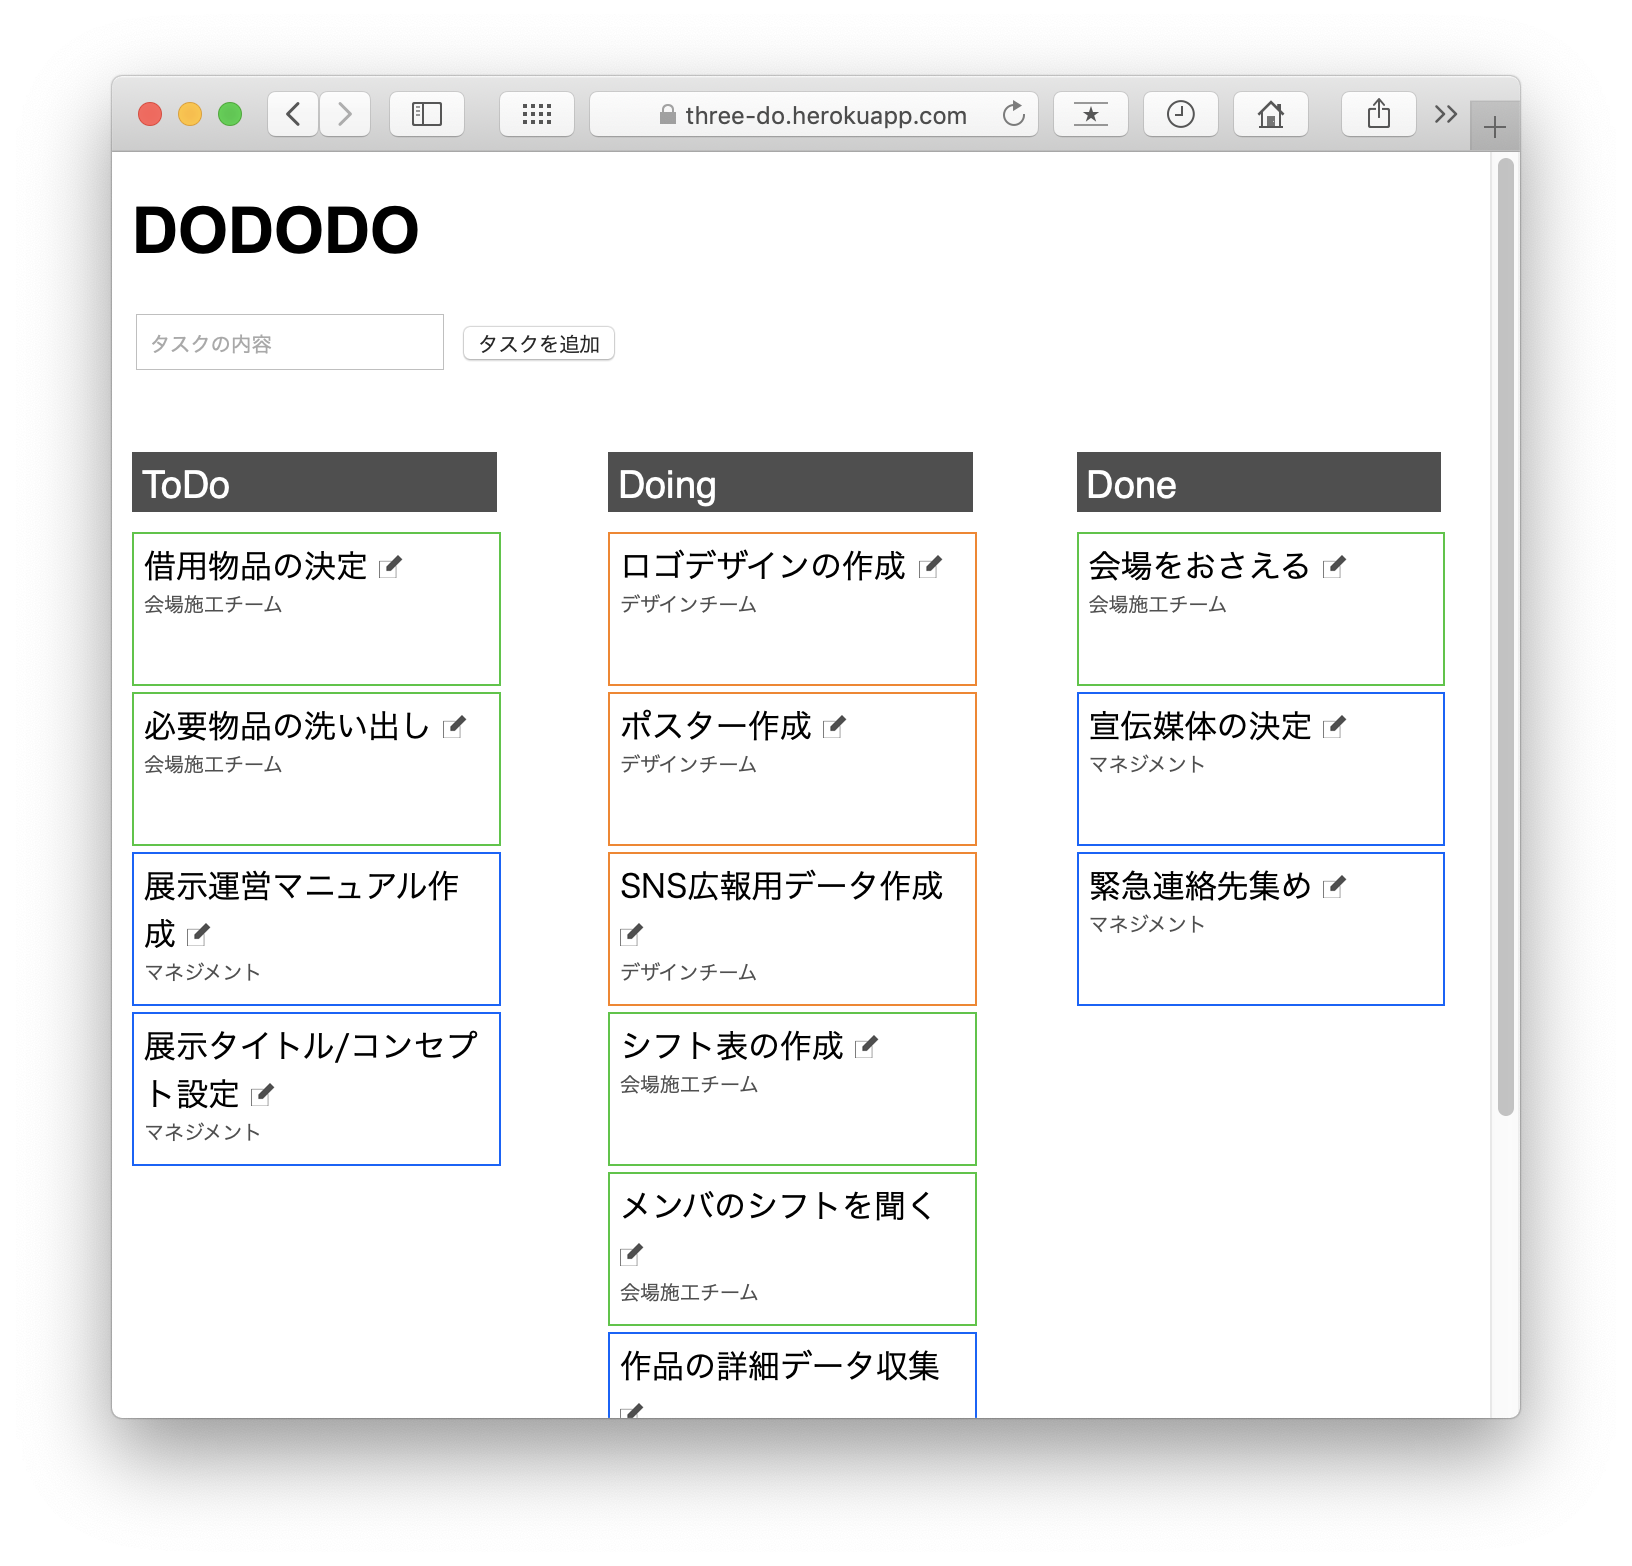 three-do.herokuapp.com
DODODO
タスクの内容
タスクを追加
ToDo
借用物品の決定
会場施工チーム
必要物品の洗い出し
会場施工チーム
展示運営マニュアル作
成
マネジメント
展示タイトル/コンセプ
ト設定
マネジメント
Doing
ロゴデザインの作成
デザインチーム
ポスター作成
デザインチーム
SNS広報用データ作成
デザインチーム
シフト表の作成
会場施工チーム
メンバのシフトを聞く
会場施工チーム
作品の詳細データ収集
Done
会場をおさえる
会場施工チーム
宣伝媒体の決定
マネジメント
緊急連絡先集め
マネジメント